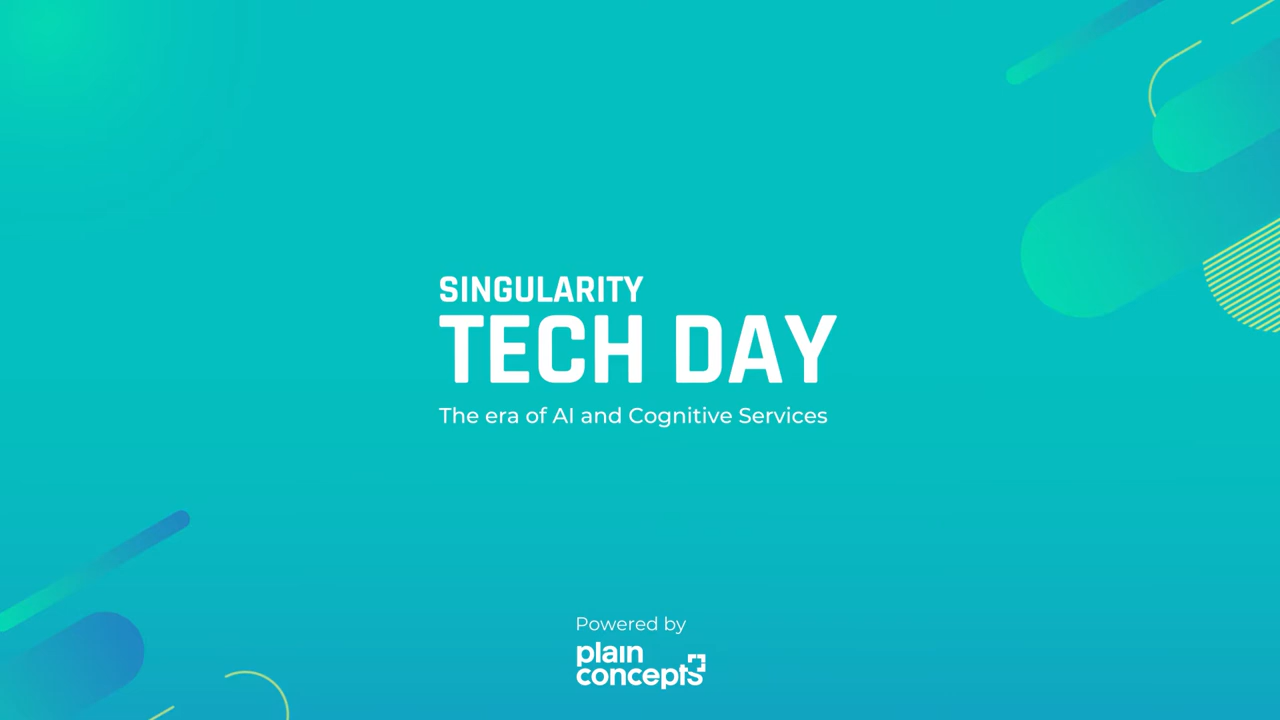 SINGULARITY
TECH DAY
The era of AI and Cognitive Services
Powered by
plain
concepts